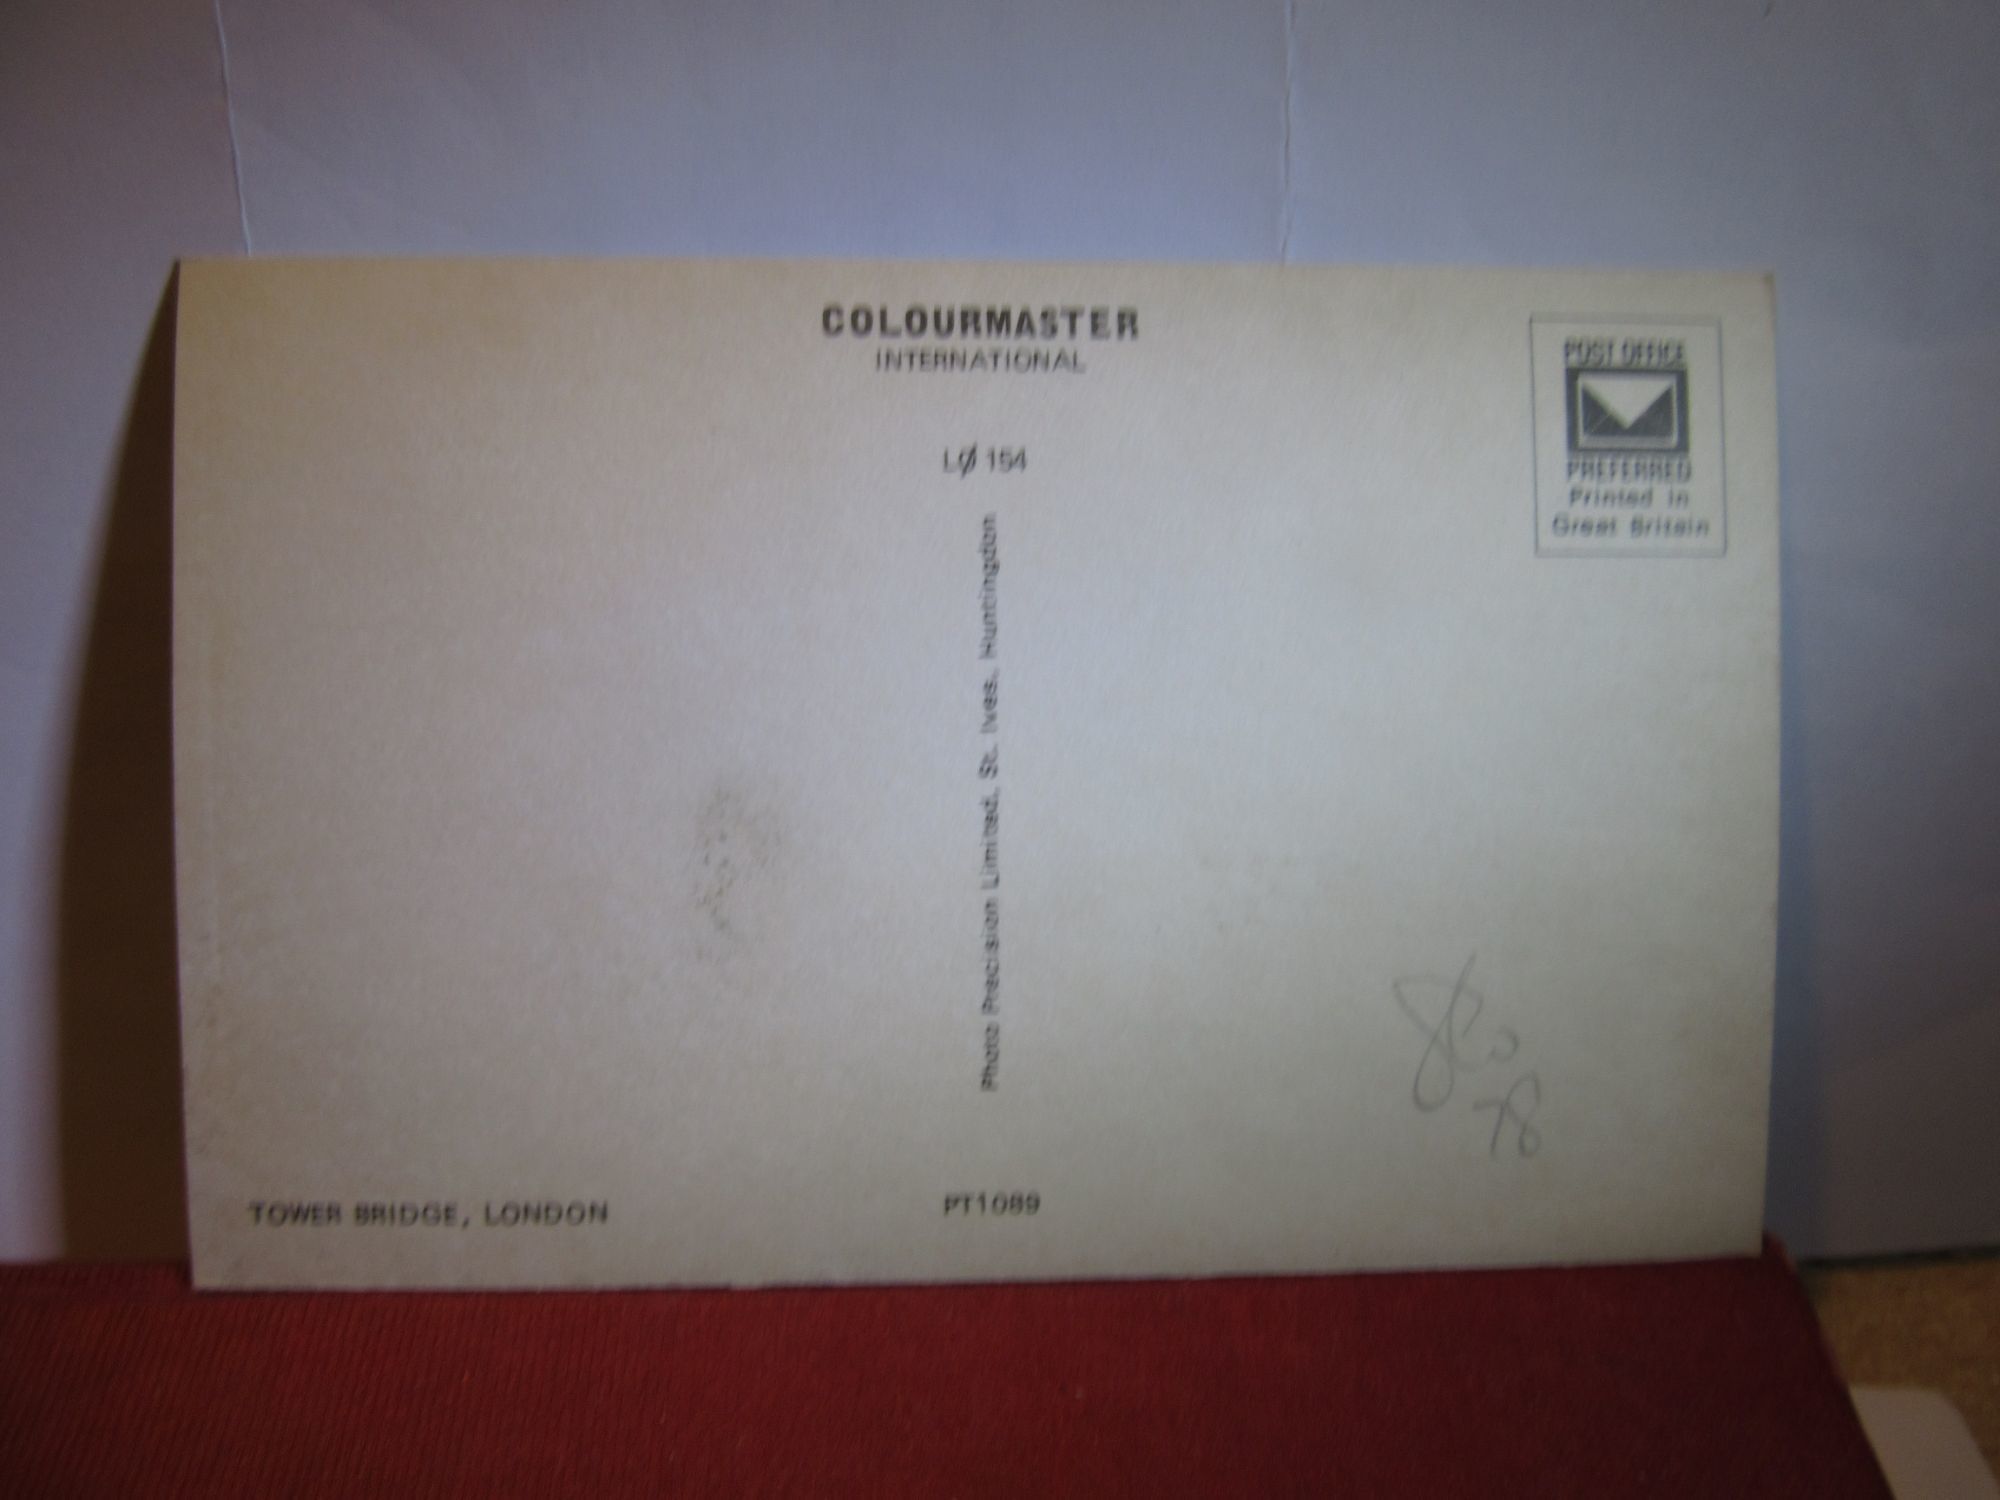 COLOURMASTER
INTERNATIONAL
POST OFFICE
PREFERRED
Printed in
Great Britain
LØ 154
Photo Precision Limited, St. Ives, Huntingdon
78
TOWER BRIDGE, LONDON
PT1089